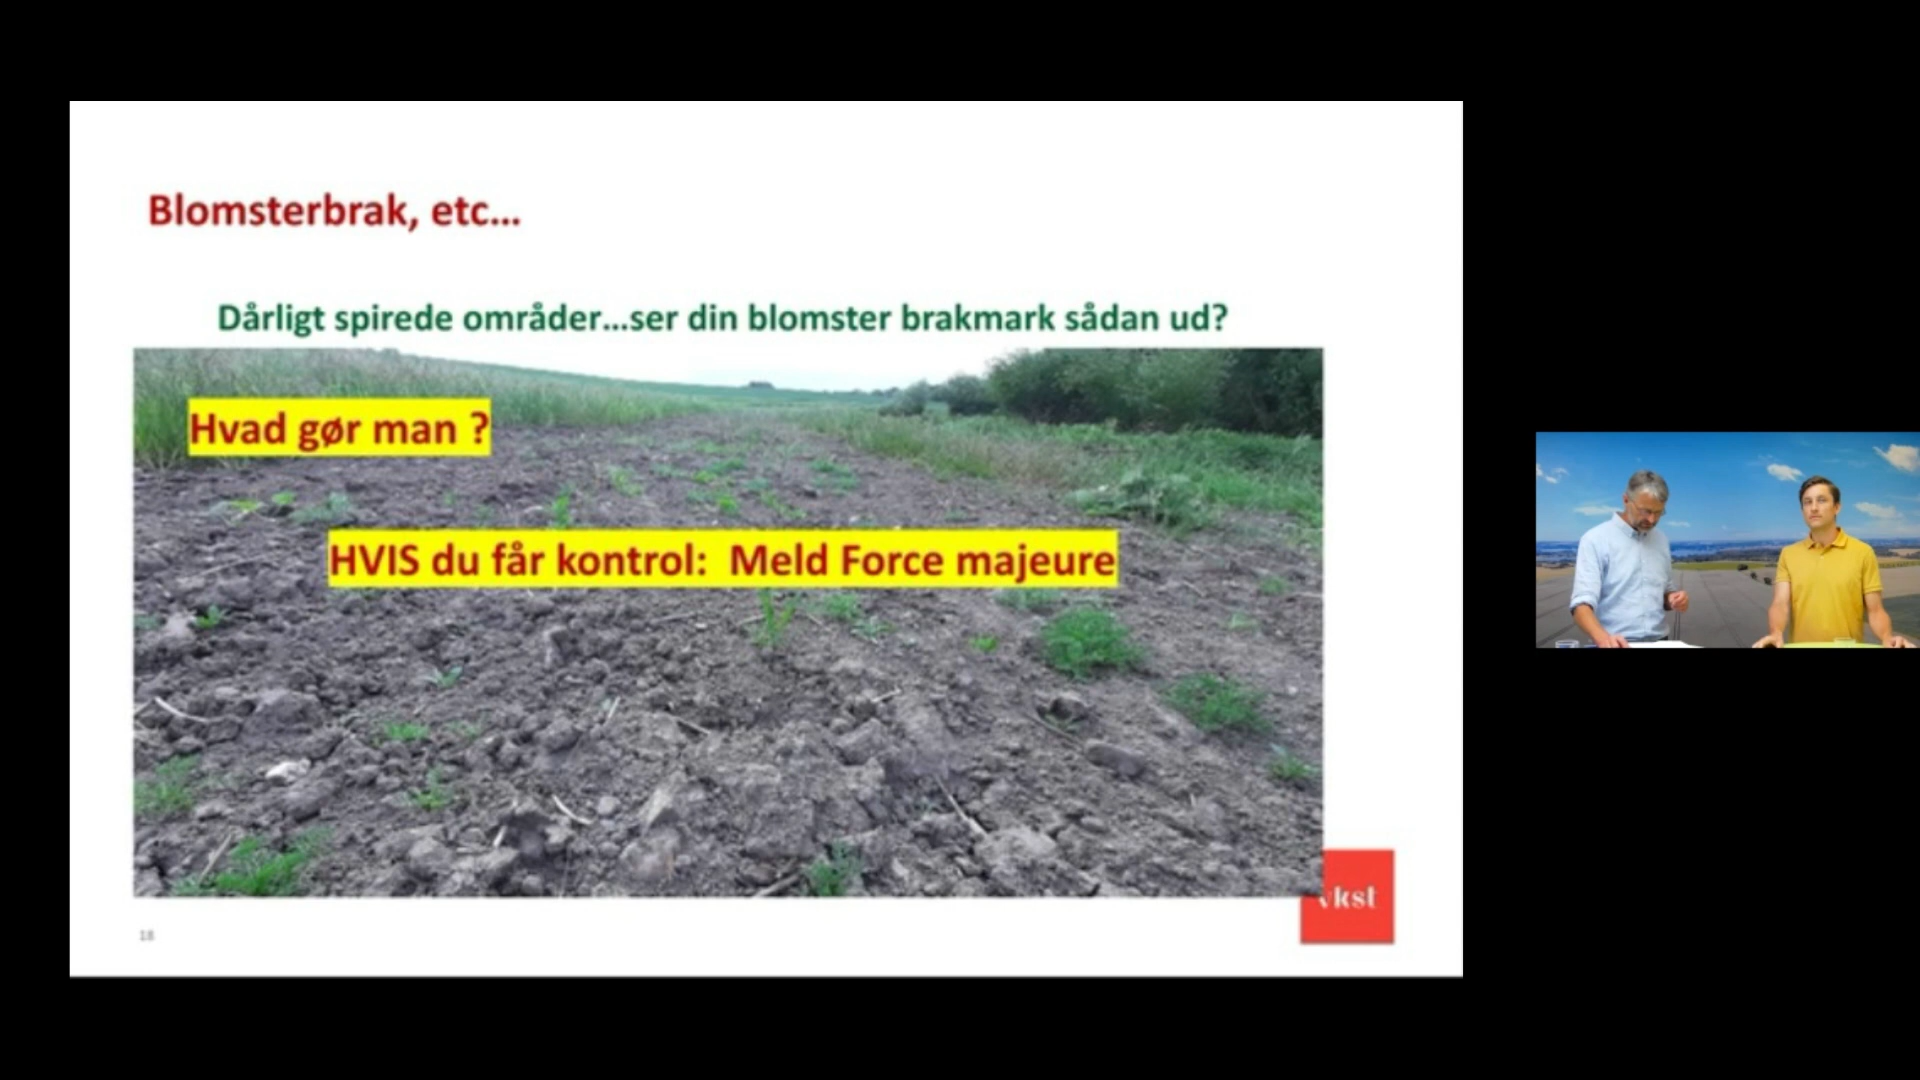 Blomsterbrak, etc...
Dårligt spirede områder...ser din blomster brakmark sådan ud?
Hvad gør man ?
HVIS du får kontrol:  Meld Force majeure
vkst
18